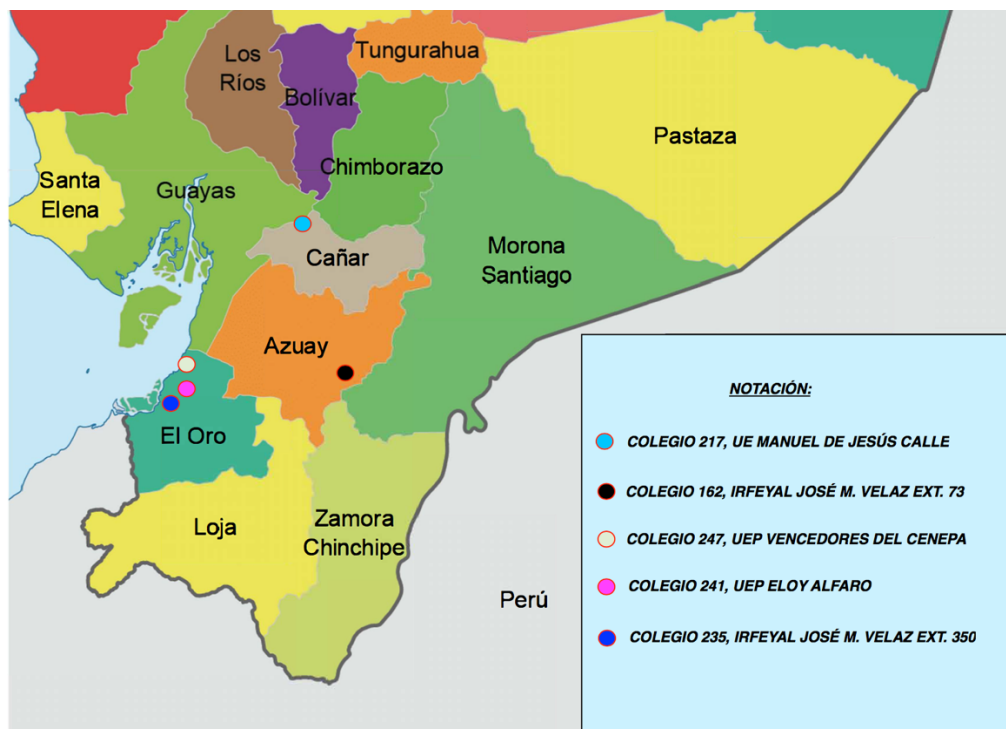 Los
Ríos
Bolívar
Tungurahua
Pastaza
Chimborazo
Santa
Elena
Guayas
Morona
Santiago
Cañar
Azuay
El Oro
Loja
Zamora
Chinchipe
Perú
NOTACIÓN:
COLEGIO 217, UE MANUEL DE JESÚS CALLE
COLEGIO 162, IRFEYAL JOSÉ M. VELAZ EXT. 73
COLEGIO 247, UEP VENCEDORES DEL CENEPA
COLEGIO 241, UEP ELOY ALFARO
COLEGIO 235, IRFEYAL JOSÉ M. VELAZ EXT. 350